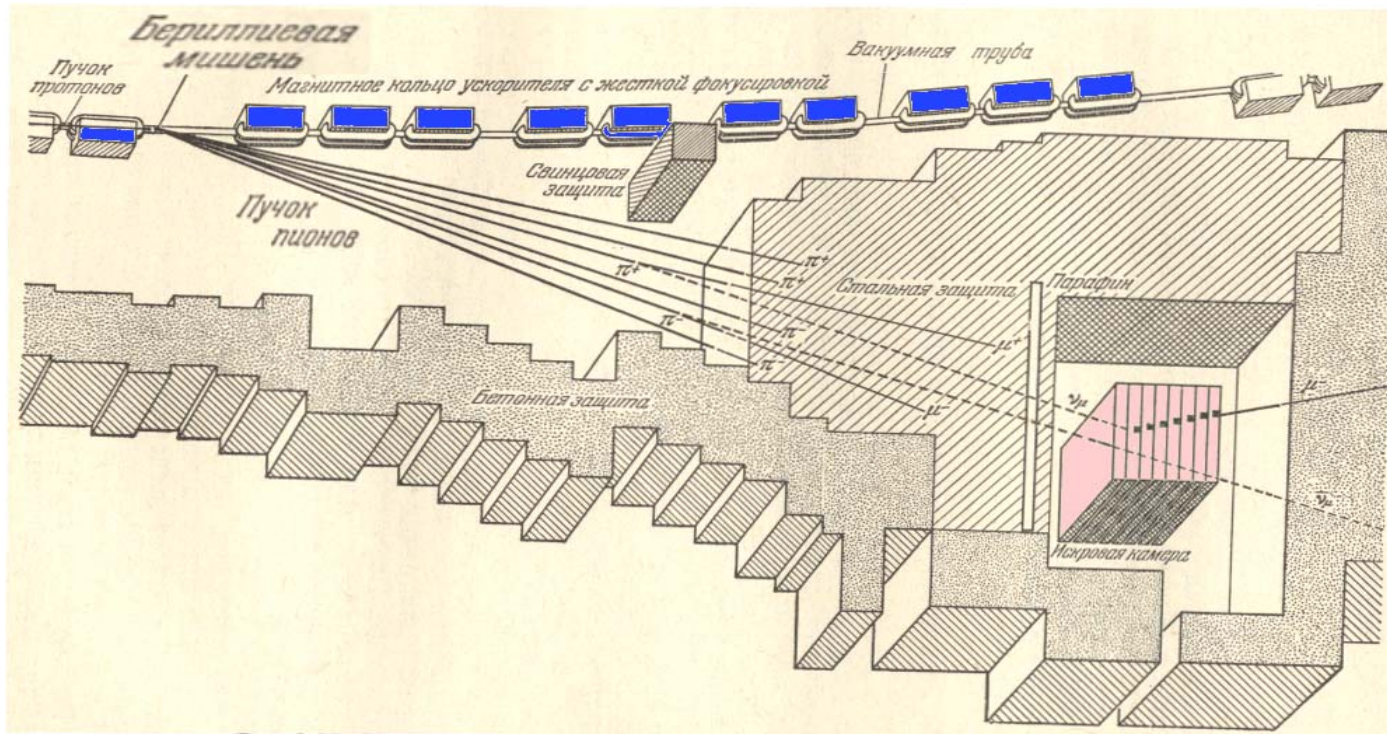 Бериллиевая
мишень
Пучок
протонов
Магнитное кольцо ускорителя с жесткой фокусировкой
Вакуумная труба
Свинцовая
защита
Пучок
пионов
π+
π+
π+
π-
π-
π-
Стальная защита
Парафин
μ+
μ-
νμ
μ-
νμ
Бетонная защита
Искровая камера